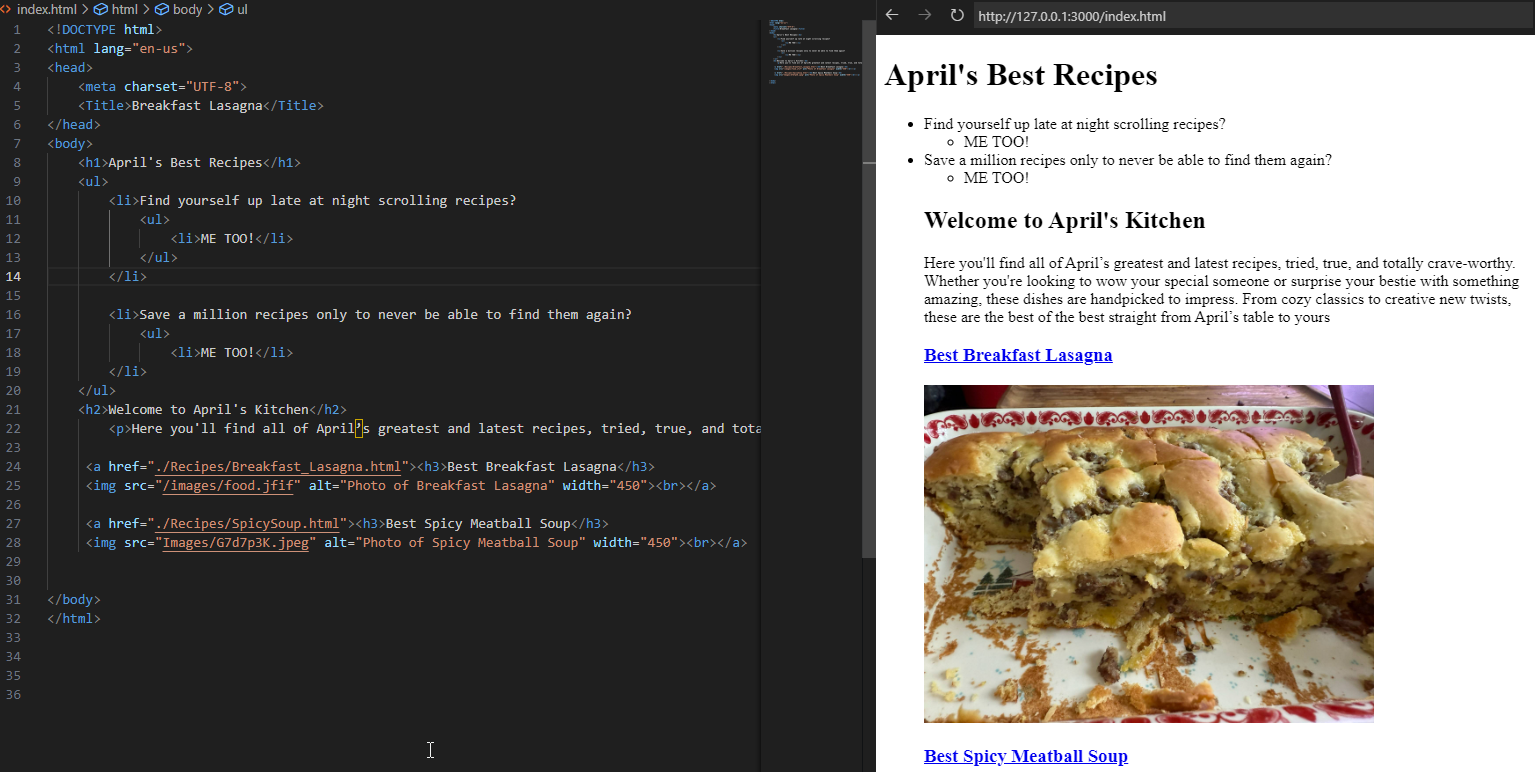 index.html > html > body > ul
1 <!DOCTYPE html>
2 <html lang="en-us">
3 <head>
4 <meta charset="UTF-8">
5 <Title>Breakfast Lasagna</Title>
6 </head>
7 <body>
8 <h1>April's Best Recipes</h1>
9 <ul>
10 <li>Find yourself up late at night scrolling recipes?
11 <ul>
12 <li>ME TOO!</li>
13 </ul>
14 </li>
15
16 <li>Save a million recipes only to never be able to find them again?
17 <ul>
18 <li>ME TOO!</li>
19 </li>
20 </ul>
21 <h2>Welcome to April's Kitchen</h2>
22 <p>Here you'll find all of April’s greatest and latest recipes, tried, true, and tota
23
24 <a href="./Recipes/Breakfast_Lasagna.html"><h3>Best Breakfast Lasagna</h3>
25 <img src="/images/food.jfif" alt="Photo of Breakfast Lasagna" width="450"><br></a>
26
27 <a href="./Recipes/SpicySoup.html"><h3>Best Spicy Meatball Soup</h3>
28 <img src="Images/G7d7p3K.jpeg" alt="Photo of Spicy Meatball Soup" width="450"><br></a>
29
30
31 </body>
32 </html>
33
34
35
36
http://127.0.0.1:3000/index.html
April's Best Recipes
• Find yourself up late at night scrolling recipes?
◦ ME TOO!
• Save a million recipes only to never be able to find them again?
◦ ME TOO!
Welcome to April's Kitchen
Here you'll find all of April’s greatest and latest recipes, tried, true, and totally crave-worthy.
Whether you're looking to wow your special someone or surprise your bestie with something
amazing, these dishes are handpicked to impress. From cozy classics to creative new twists,
these are the best of the best straight from April’s table to yours
Best Breakfast Lasagna
Best Spicy Meatball Soup